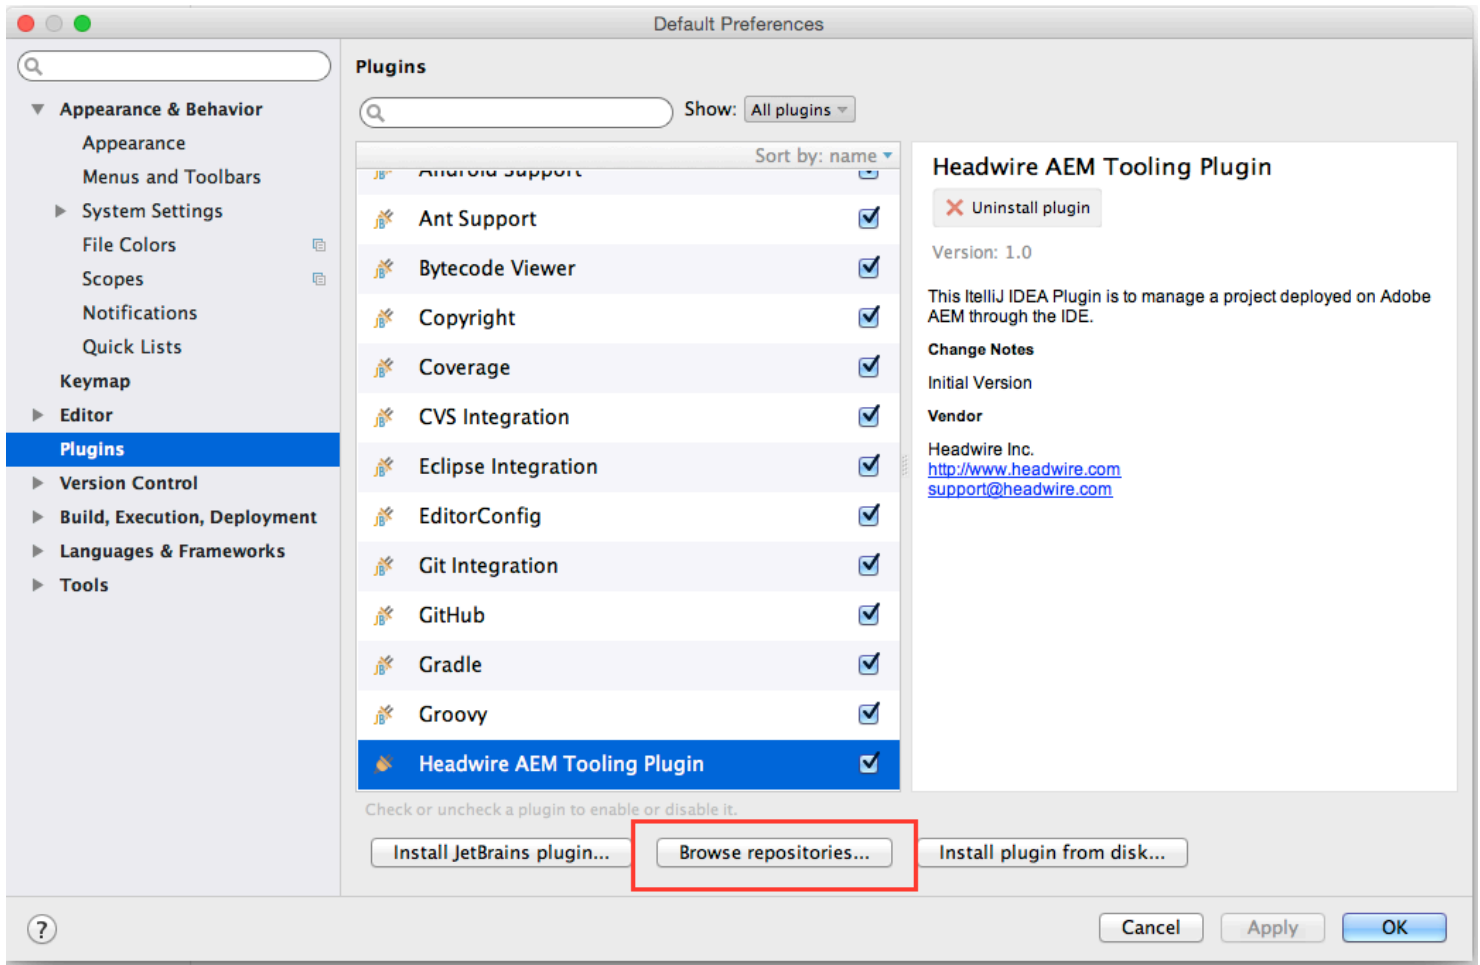 Default Preferences
Appearance & Behavior
Appearance
Menus and Toolbars
System Settings
File Colors
Scopes
Notifications
Quick Lists
Keymap
Editor
Plugins
Version Control
Build, Execution, Deployment
Languages & Frameworks
Tools
Plugins
Show: All plugins
Sort by: name
Android Support
Ant Support
Bytecode Viewer
Copyright
Coverage
CVS Integration
Eclipse Integration
EditorConfig
Git Integration
GitHub
Gradle
Groovy
Headwire AEM Tooling Plugin
Check or uncheck a plugin to enable or disable it.
Install JetBrains plugin...
Browse repositories...
Install plugin from disk...
Headwire AEM Tooling Plugin
Uninstall plugin
Version: 1.0
This ItelliJ IDEA Plugin is to manage a project deployed on Adobe
AEM through the IDE.
Change Notes
Initial Version
Vendor
Headwire Inc.
http://www.headwire.com
support@headwire.com
?
Cancel
Apply
OK